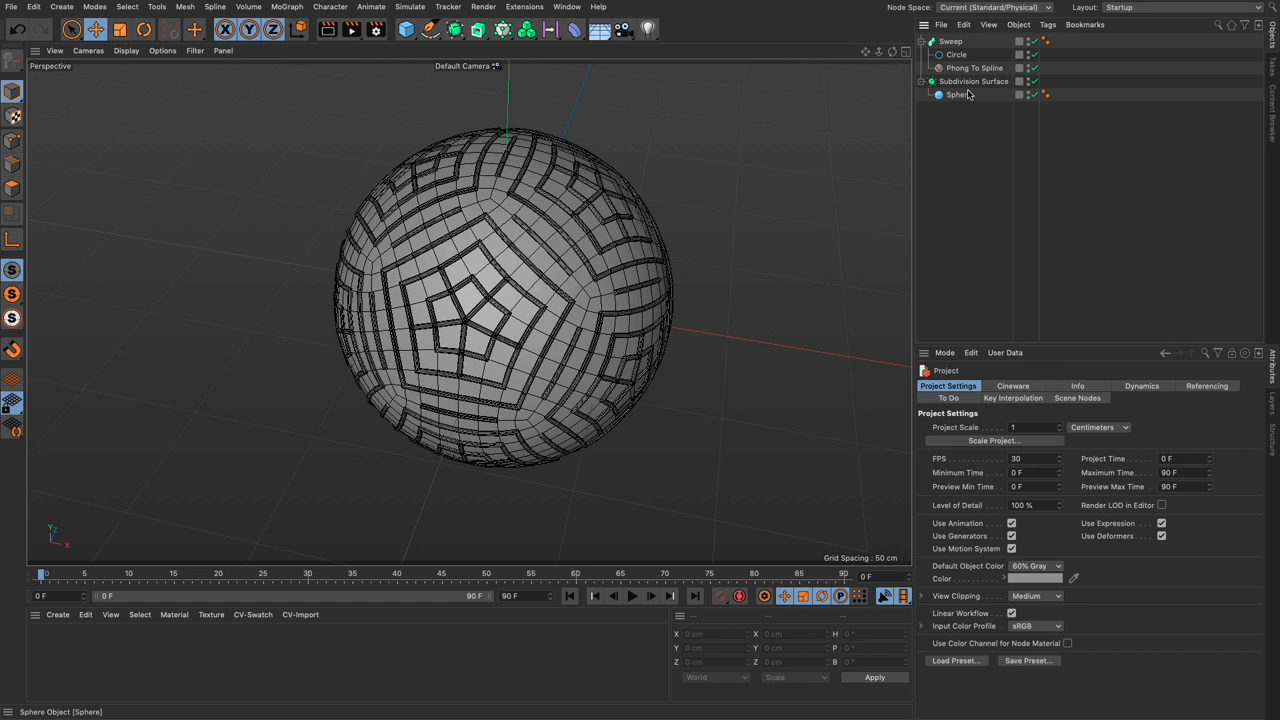 File Edit Create Modes Select Tools Mesh Spline Volume MoGraph Character Animate Simulate Tracker Render Extensions Window Help Node Space: Current (Standard/Physical) Layout: Startup
View Cameras Display Options Filter Panel
Perspective Default Camera
File Edit View Object Tags Bookmarks
Sweep
Circle
Phong To Spline
Subdivision Surface
Sphere
Objects
Takes
Content Browser
Y
Z
X
Grid Spacing : 50 cm
0 5 10 15 20 25 30 35 40 45 50 55 60 65 70 75 80 85 90 0 F
0 F 0 F 90 F 90 F
Create Edit View Select Material Texture CV-Swatch CV-Import
-- -- --
X 0 cm X 0 cm H 0 °
Y 0 cm Y 0 cm P 0 °
Z 0 cm Z 0 cm B 0 °
World Scale Apply
Sphere Object [Sphere]
Mode Edit User Data
Project
Project Settings Cineware Info Dynamics Referencing
To Do Key Interpolation Scene Nodes
Project Settings
Project Scale 1 Centimeters
Scale Project...
FPS 30 Project Time 0 F
Minimum Time 0 F Maximum Time 90 F
Preview Min Time 0 F Preview Max Time 90 F
Level of Detail 100 % Render LOD in Editor
Use Animation Use Expression
Use Generators Use Deformers
Use Motion System
Default Object Color 60% Gray
Color
View Clipping Medium
Linear Workflow
Input Color Profile sRGB
Use Color Channel for Node Material
Load Preset... Save Preset...
Attributes
Layers
Structure